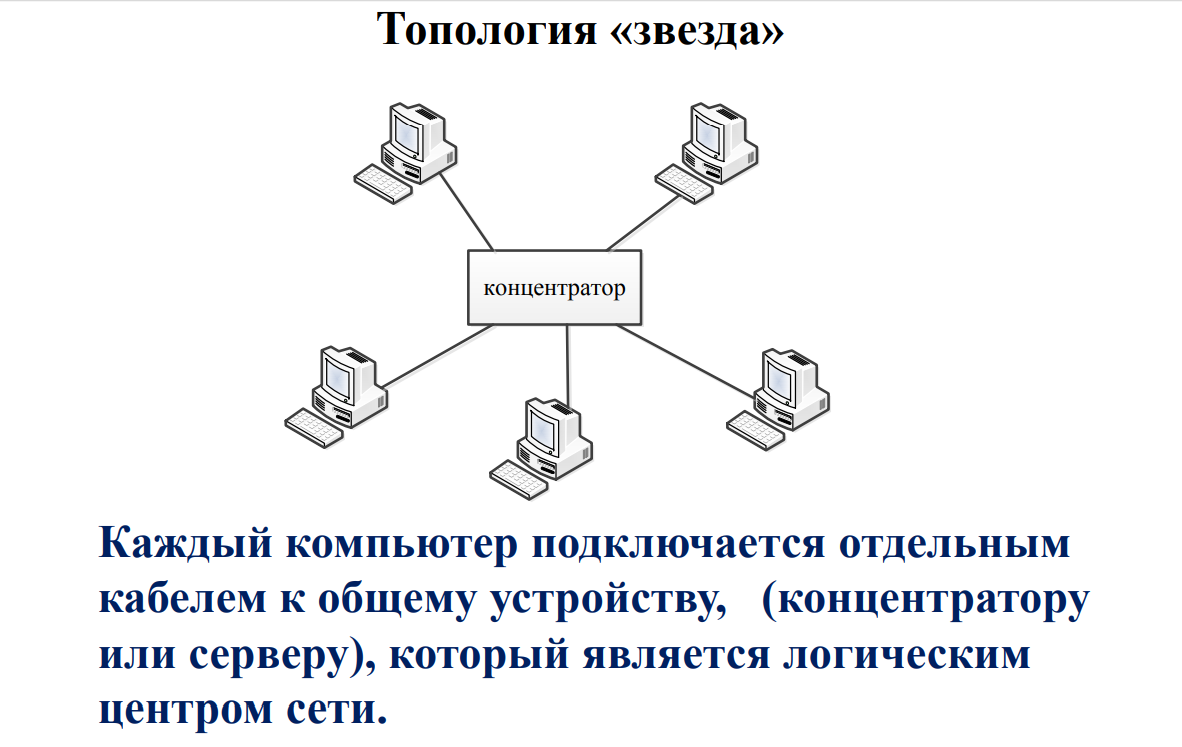 Топология «звезда»
концентратор
Каждый компьютер подключается отдельным
кабелем к общему устройству, (концентратору
или серверу), который является логическим
центром сети.